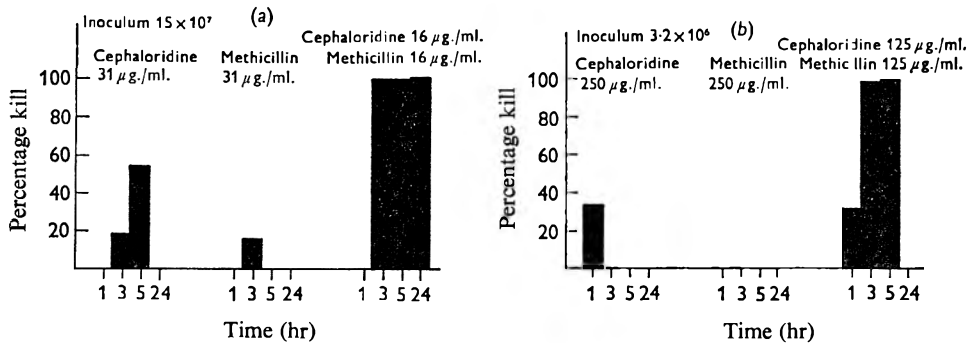 (a)
Inoculum 15 × 10⁷
Cephaloridine
31 µg./ml.
Methicillin
31 µg./ml.
Cephaloridine 16 µg./ml.
Methicillin 16 µg./ml.
Percentage kill
100
80
60
40
20
1 3 5 24
1 3 5 24
1 3 5 24
Time (hr)
(b)
Inoculum 3·2 × 10⁶
Cephaloridine
250 µg./ml.
Methicillin
250 µg./ml.
Cephaloridine 125 µg./ml.
Methicillin 125 µg./ml.
Percentage kill
100
80
60
40
20
1 3 5 24
1 3 5 24
1 3 5 24
Time (hr)